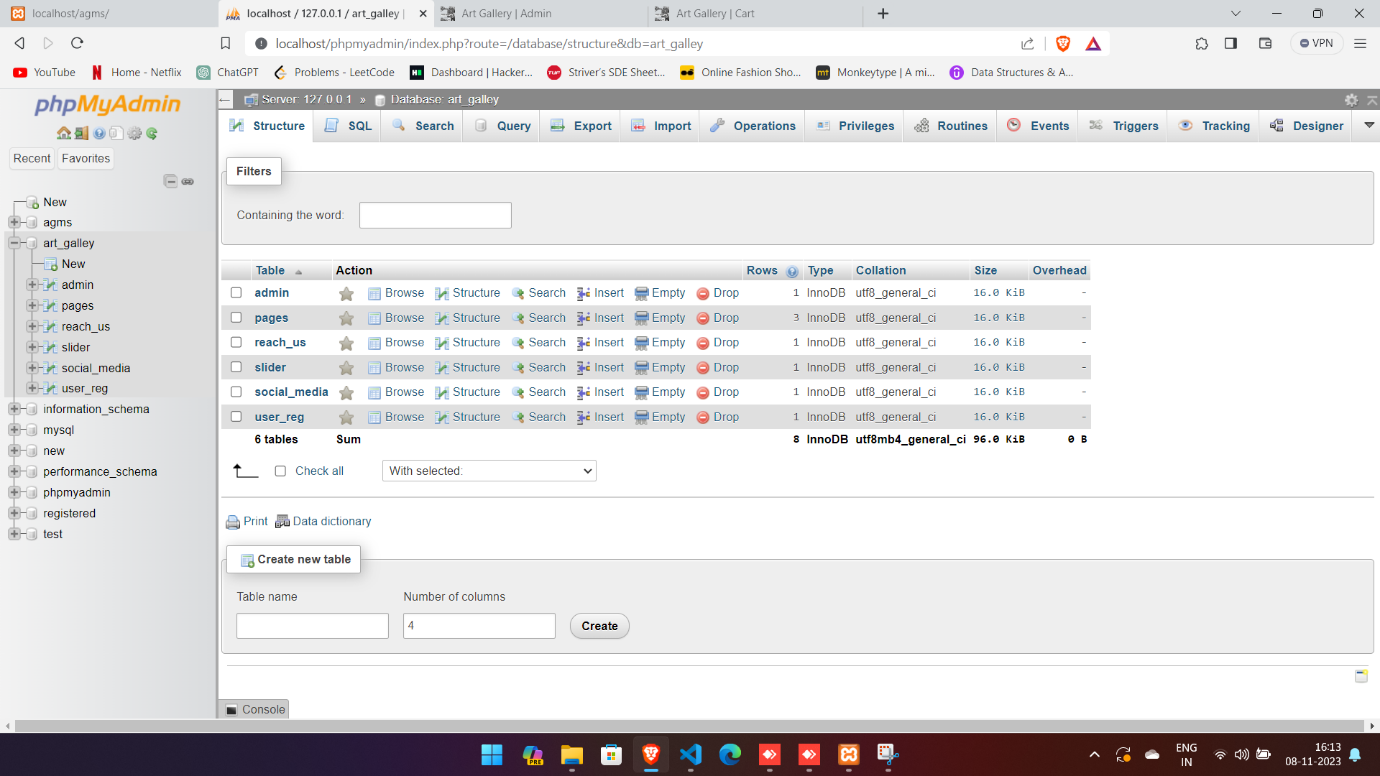 localhost/agms/
localhost / 127.0.0.1 / art_galley |
Art Gallery | Admin
Art Gallery | Cart
localhost/phpmyadmin/index.php?route=/database/structure&db=art_galley
VPN
YouTube
Home - Netflix
ChatGPT
Problems - LeetCode
Dashboard | Hacker...
Striver's SDE Sheet...
Online Fashion Sho...
Monkeytype | A mi...
Data Structures & A...
phpMyAdmin
Recent
Favorites
New
agms
art_galley
New
admin
pages
reach_us
slider
social_media
user_reg
information_schema
mysql
new
performance_schema
phpmyadmin
registered
test
Server: 127.0.0.1 » Database: art_galley
Structure
SQL
Search
Query
Export
Import
Operations
Privileges
Routines
Events
Triggers
Tracking
Designer
Filters
Containing the word:
Table Action Rows Type Collation Size Overhead
admin Browse Structure Search Insert Empty Drop 1 InnoDB utf8_general_ci 16.0 KiB -
pages Browse Structure Search Insert Empty Drop 3 InnoDB utf8_general_ci 16.0 KiB -
reach_us Browse Structure Search Insert Empty Drop 1 InnoDB utf8_general_ci 16.0 KiB -
slider Browse Structure Search Insert Empty Drop 1 InnoDB utf8_general_ci 16.0 KiB -
social_media Browse Structure Search Insert Empty Drop 1 InnoDB utf8_general_ci 16.0 KiB -
user_reg Browse Structure Search Insert Empty Drop 1 InnoDB utf8_general_ci 16.0 KiB -
6 tables Sum 8 InnoDB utf8mb4_general_ci 96.0 KiB 0 B
Check all
With selected:
Print
Data dictionary
Create new table
Table name
Number of columns
4
Create
Console
PRE
ENG
IN
16:13
08-11-2023